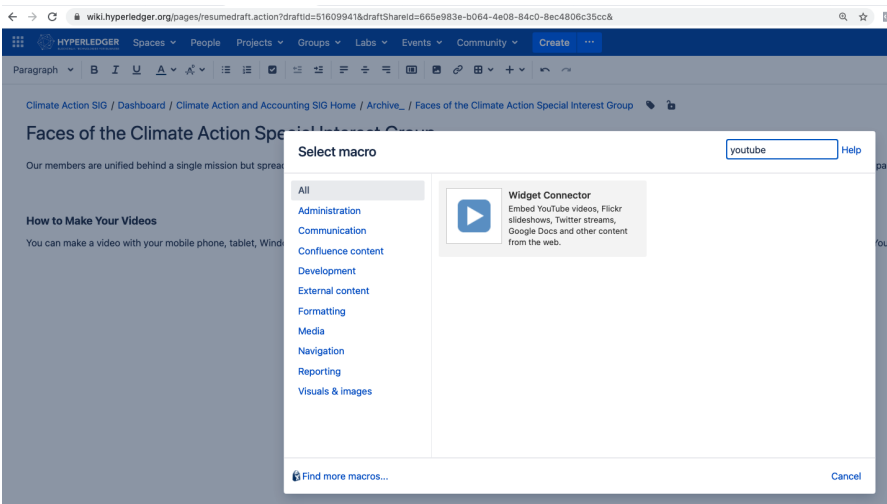 wiki.hyperledger.org/pages/resumedraft.action?draftId=51609941&draftShareId=665e983e-b064-4e08-84c0-8ec4806c35cc&
HYPERLEDGER Spaces People Projects Groups Labs Events Community Create ...
Paragraph B I U A
Climate Action SIG / Dashboard / Climate Action and Accounting SIG Home / Archive_ / Faces of the Climate Action Special Interest Group
Faces of the Climate Action Special Interest Group
Our members are unified behind a single mission but sprea
How to Make Your Videos
You can make a video with your mobile phone, tablet, Wind
Select macro
youtube
Help
All
Administration
Communication
Confluence content
Development
External content
Formatting
Media
Navigation
Reporting
Visuals & images
Widget Connector
Embed YouTube videos, Flickr
slideshows, Twitter streams,
Google Docs and other content
from the web.
Find more macros...
Cancel